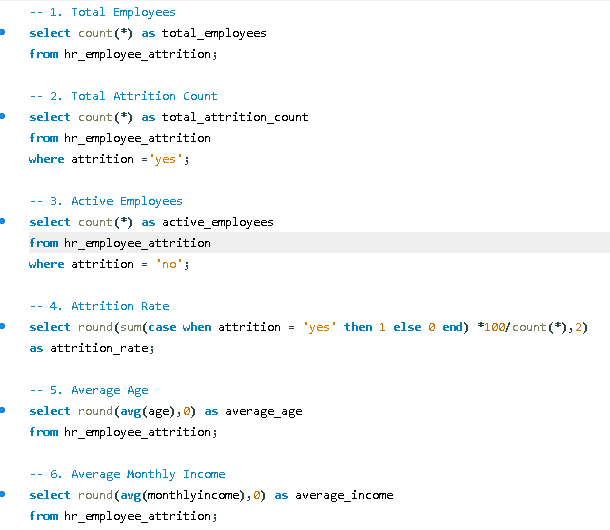 -- 1. Total Employees
select count(*) as total_employees
from hr_employee_attrition;
-- 2. Total Attrition Count
select count(*) as total_attrition_count
from hr_employee_attrition
where attrition ='yes';
-- 3. Active Employees
select count(*) as active_employees
from hr_employee_attrition
where attrition = 'no';
-- 4. Attrition Rate
select round(sum(case when attrition = 'yes' then 1 else 0 end) *100/count(*),2)
as attrition_rate;
-- 5. Average Age
select round(avg(age),0) as average_age
from hr_employee_attrition;
-- 6. Average Monthly Income
select round(avg(monthlyincome),0) as average_income
from hr_employee_attrition;